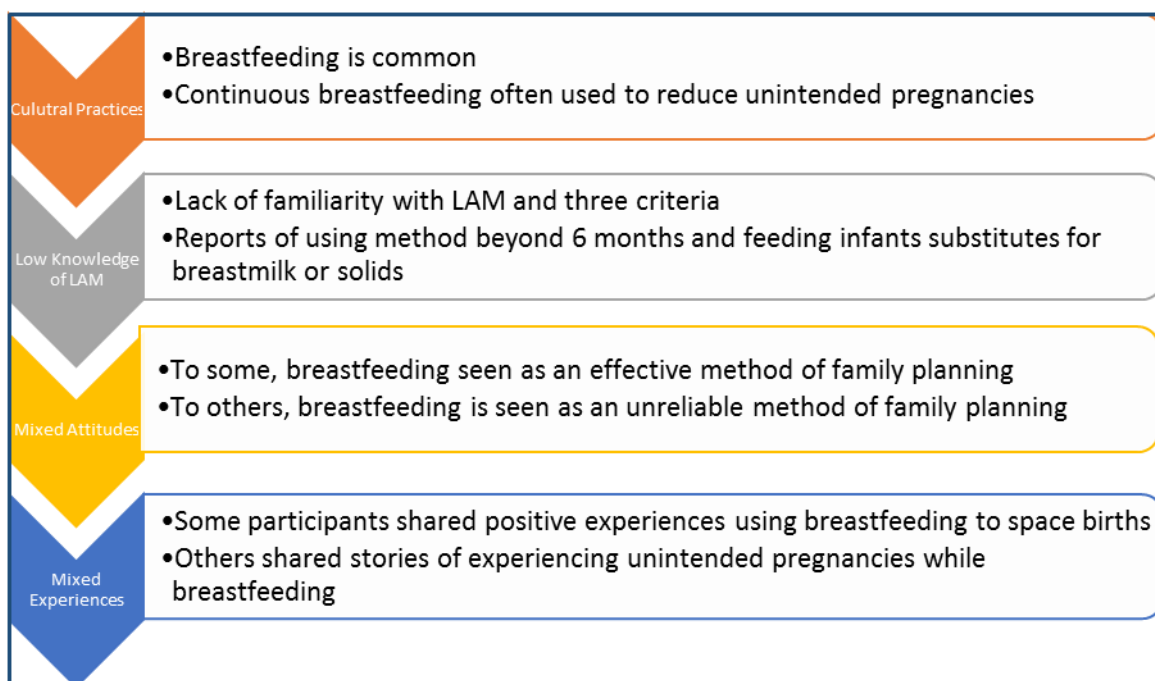 Culutral Practices
•Breastfeeding is common
•Continuous breastfeeding often used to reduce unintended pregnancies
Low Knowledge
of LAM
•Lack of familiarity with LAM and three criteria
•Reports of using method beyond 6 months and feeding infants substitutes for
breastmilk or solids
Mixed Attitudes
•To some, breastfeeding seen as an effective method of family planning
•To others, breastfeeding is seen as an unreliable method of family planning
Mixed
Experiences
•Some participants shared positive experiences using breastfeeding to space births
•Others shared stories of experiencing unintended pregnancies while
breastfeeding